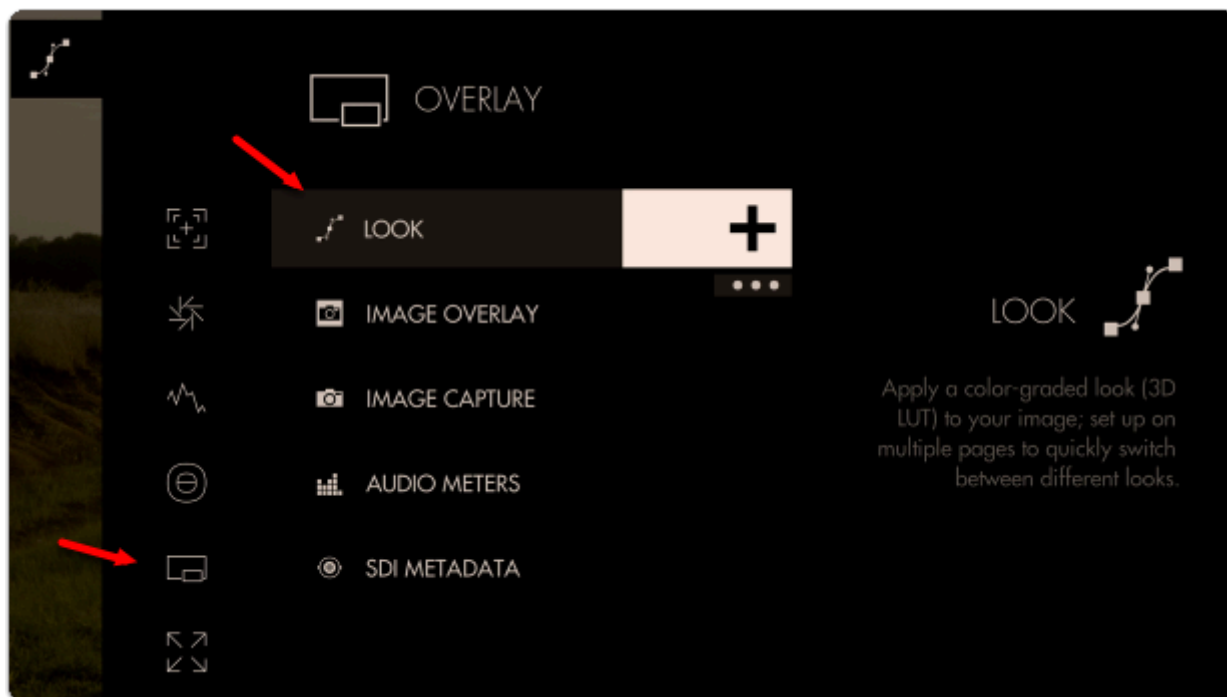 OVERLAY
LOOK
IMAGE OVERLAY
IMAGE CAPTURE
AUDIO METERS
SDI METADATA
LOOK
Apply a color-graded look (3D
LUT) to your image; set up on
multiple pages to quickly switch
between different looks.